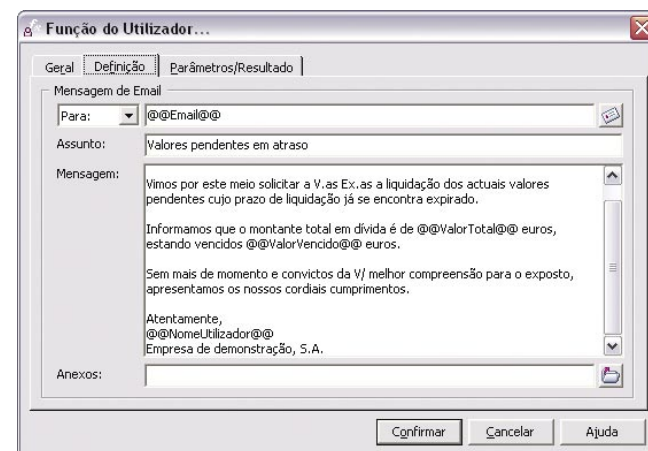 Função do Utilizador...
Geral Definição Parâmetros/Resultado
Mensagem de Email
Para: @@Email@@
Assunto: Valores pendentes em atraso
Mensagem:
Vimos por este meio solicitar a V.as Ex.as a liquidação dos actuais valores
pendentes cujo prazo de liquidação já se encontra expirado.
Informamos que o montante total em dívida é de @@ValorTotal@@ euros,
estando vencidos @@ValorVencido@@ euros.
Sem mais de momento e convictos da V/ melhor compreensão para o exposto,
apresentamos os nossos cordiais cumprimentos.
Atentamente,
@@NomeUtilizador@@
Empresa de demonstração, S.A.
Anexos:
Confirmar Cancelar Ajuda